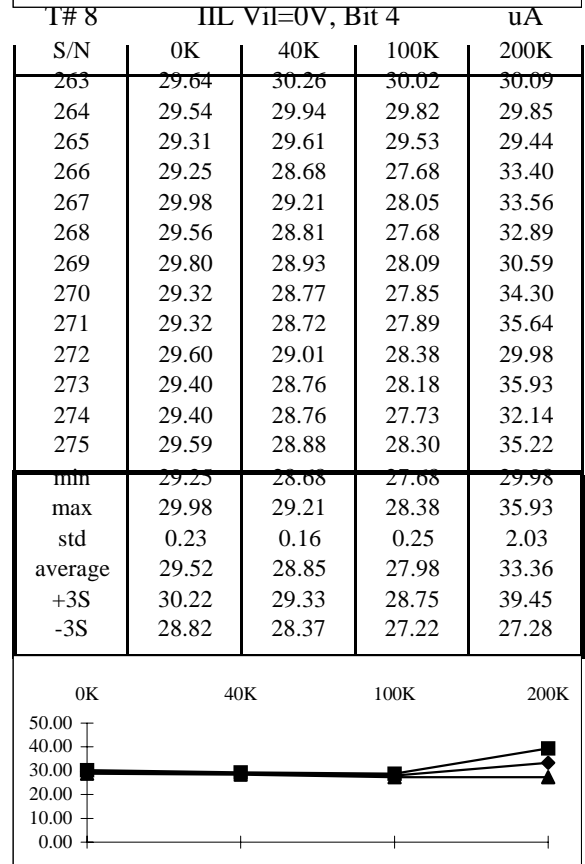 T# 8 IIL Vil=0V, Bit 4 uA
S/N 0K 40K 100K 200K
263 29.64 30.26 30.02 30.09
264 29.54 29.94 29.82 29.85
265 29.31 29.61 29.53 29.44
266 29.25 28.68 27.68 33.40
267 29.98 29.21 28.05 33.56
268 29.56 28.81 27.68 32.89
269 29.80 28.93 28.09 30.59
270 29.32 28.77 27.85 34.30
271 29.32 28.72 27.89 35.64
272 29.60 29.01 28.38 29.98
273 29.40 28.76 28.18 35.93
274 29.40 28.76 27.73 32.14
275 29.59 28.88 28.30 35.22
min 29.25 28.68 27.68 29.98
max 29.98 29.21 28.38 35.93
std 0.23 0.16 0.25 2.03
average 29.52 28.85 27.98 33.36
+3S 30.22 29.33 28.75 39.45
-3S 28.82 28.37 27.22 27.28
0K 40K 100K 200K
50.00
40.00
30.00
20.00
10.00
0.00